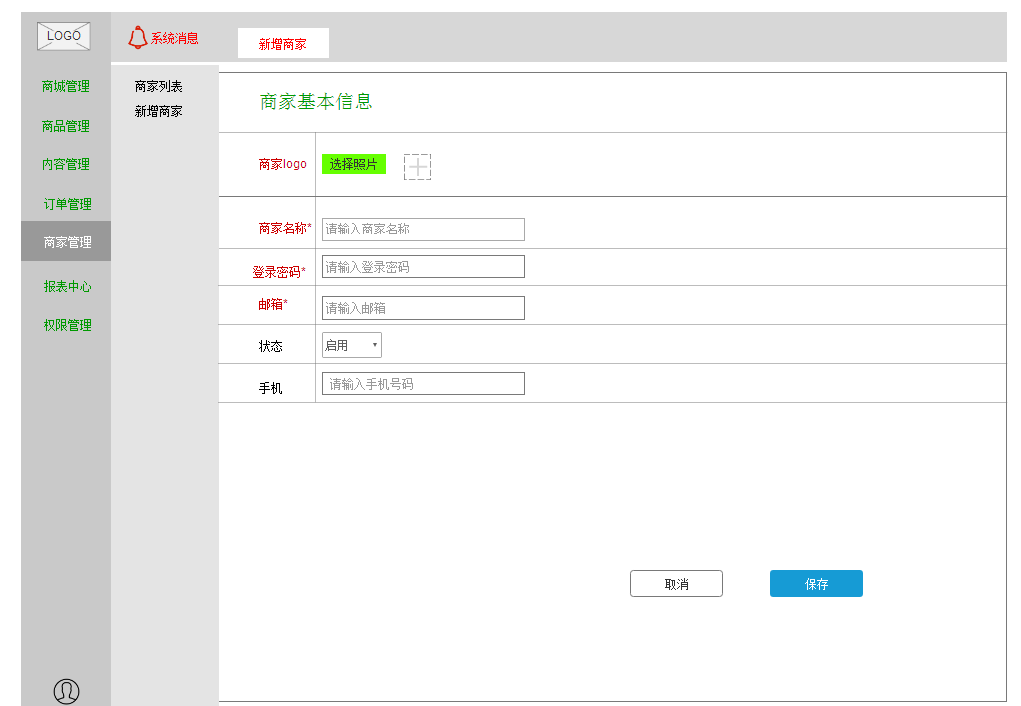 LOGO
系统消息
新增商家
商城管理
商品管理
内容管理
订单管理
商家管理
报表中心
权限管理
商家列表
新增商家
商家基本信息
商家logo 选择照片
商家名称* 请输入商家名称
登录密码* 请输入登录密码
邮箱* 请输入邮箱
状态 启用
手机 请输入手机号码
取消 保存